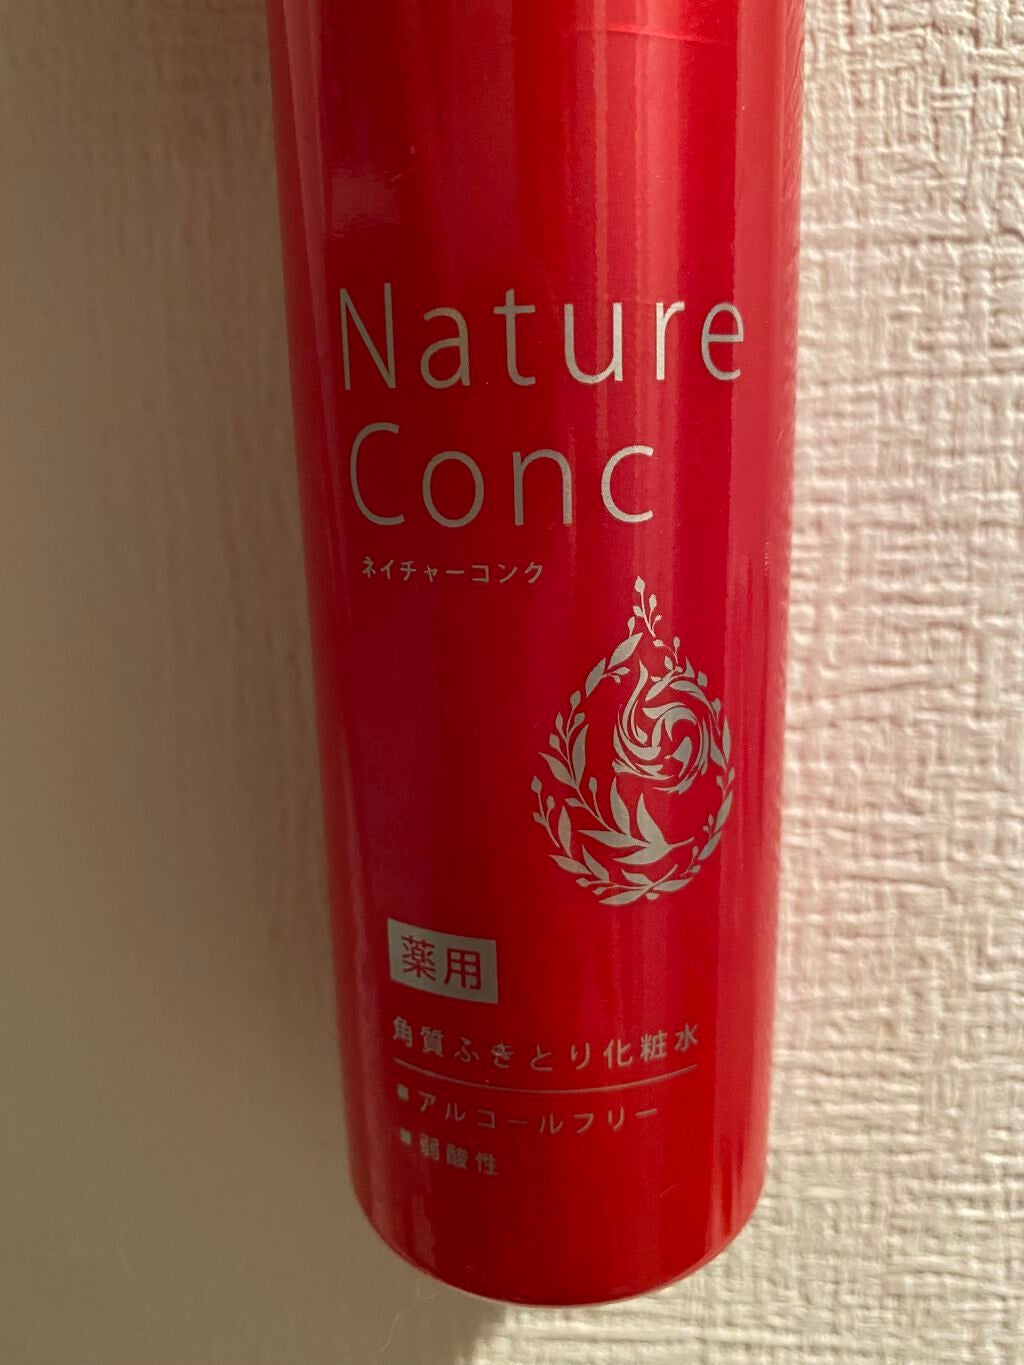 Nature
Conc
ネイチャーコンク
薬用
角質ふきとり化粧水
■アルコールフリー
■弱酸性